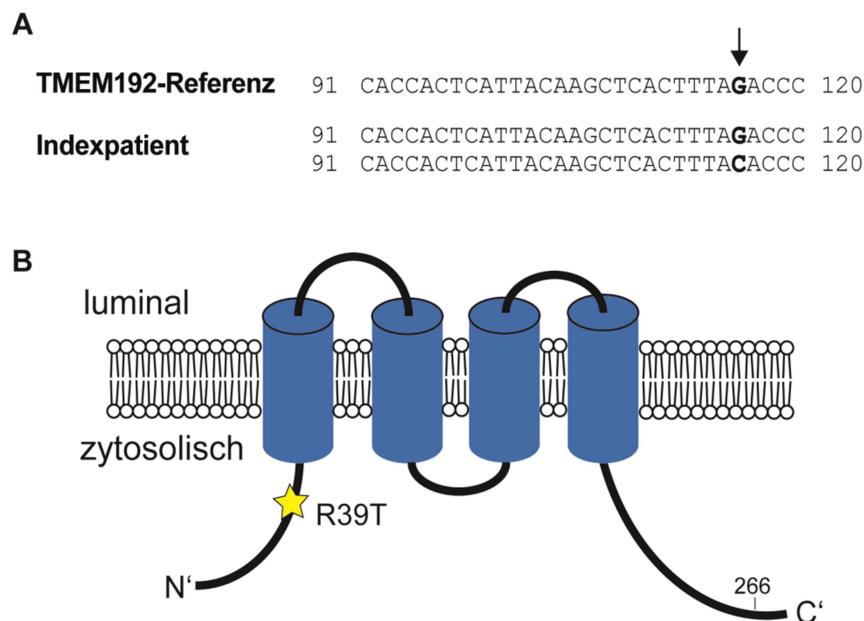 A
TMEM192-Referenz 91 CACCACTCATTACAAGCTCACTTTAGACCC 120
Indexpatient
91 CACCACTCATTACAAGCTCACTTTAGACCC 120
91 CACCACTCATTACAAGCTCACTTTACACCC 120
B
luminal
zytosolisch
R39T
N‘
266
C‘